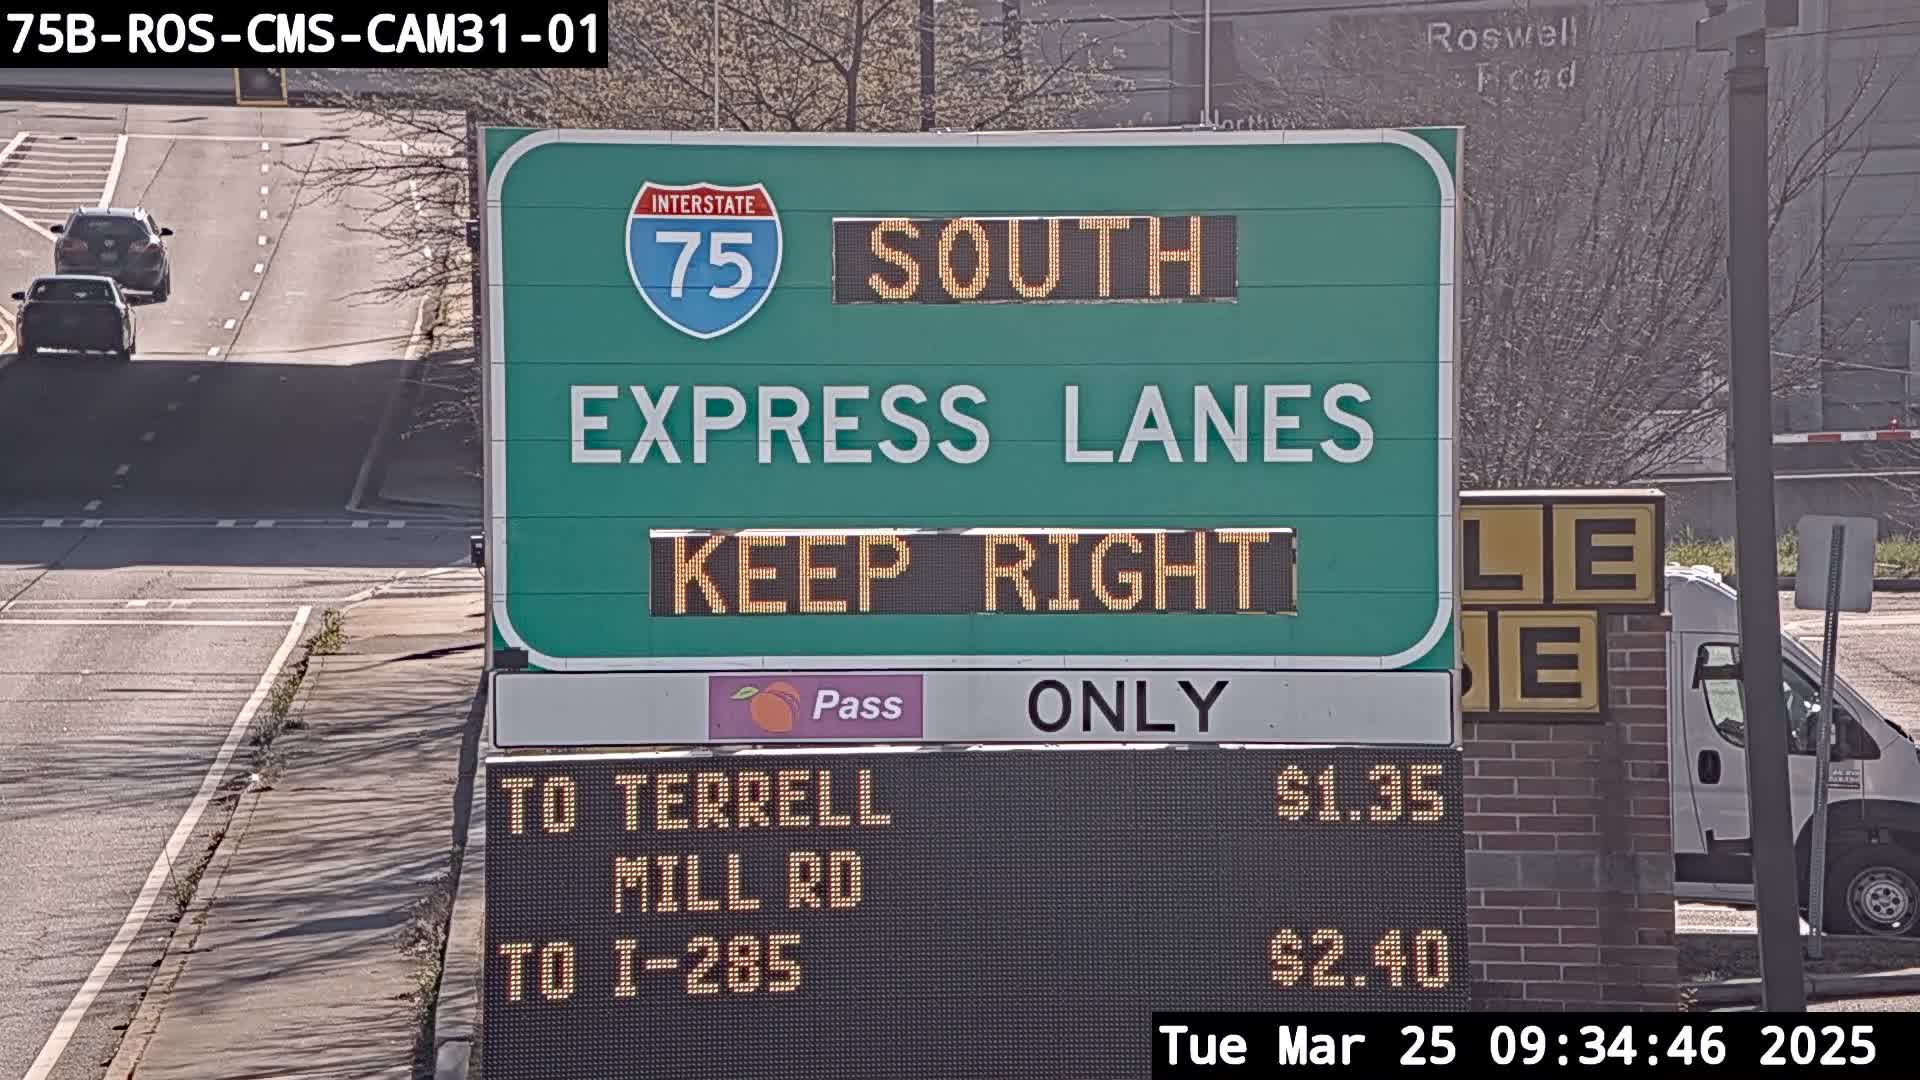 75B-ROS-CMS-CAM31-01
Roswell
Road
INTERSTATE
75
SOUTH
EXPRESS LANES
KEEP RIGHT
Pass ONLY
LE
E
TO TERRELL $1.35
MILL RD
TO I-285 $2.40
Tue Mar 25 09:34:46 2025